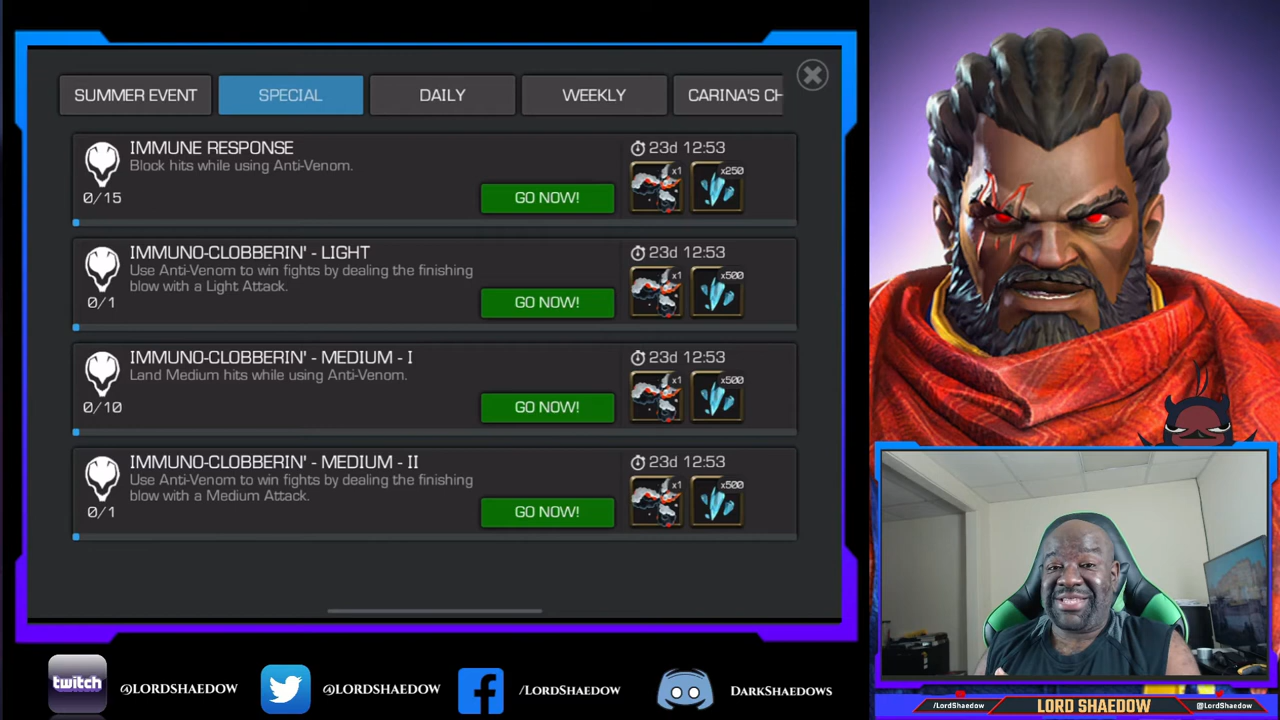 SUMMER EVENT
SPECIAL
DAILY
WEEKLY
CARINA'S CH
IMMUNE RESPONSE
Block hits while using Anti-Venom.
0/15
GO NOW!
23d 12:53
x1
x250
IMMUNO-CLOBBERIN' - LIGHT
Use Anti-Venom to win fights by dealing the finishing
blow with a Light Attack.
0/1
GO NOW!
23d 12:53
x1
x500
IMMUNO-CLOBBERIN' - MEDIUM - I
Land Medium hits while using Anti-Venom.
0/10
GO NOW!
23d 12:53
x1
x500
IMMUNO-CLOBBERIN' - MEDIUM - II
Use Anti-Venom to win fights by dealing the finishing
blow with a Medium Attack.
0/1
GO NOW!
23d 12:53
x1
x500
twitch
@LORDSHAEDOW
@LORDSHAEDOW
/LORDSHAEDOW
DARKSHAEDOWS
/LordShaedow
LORD SHAEDOW
@LordShaedow